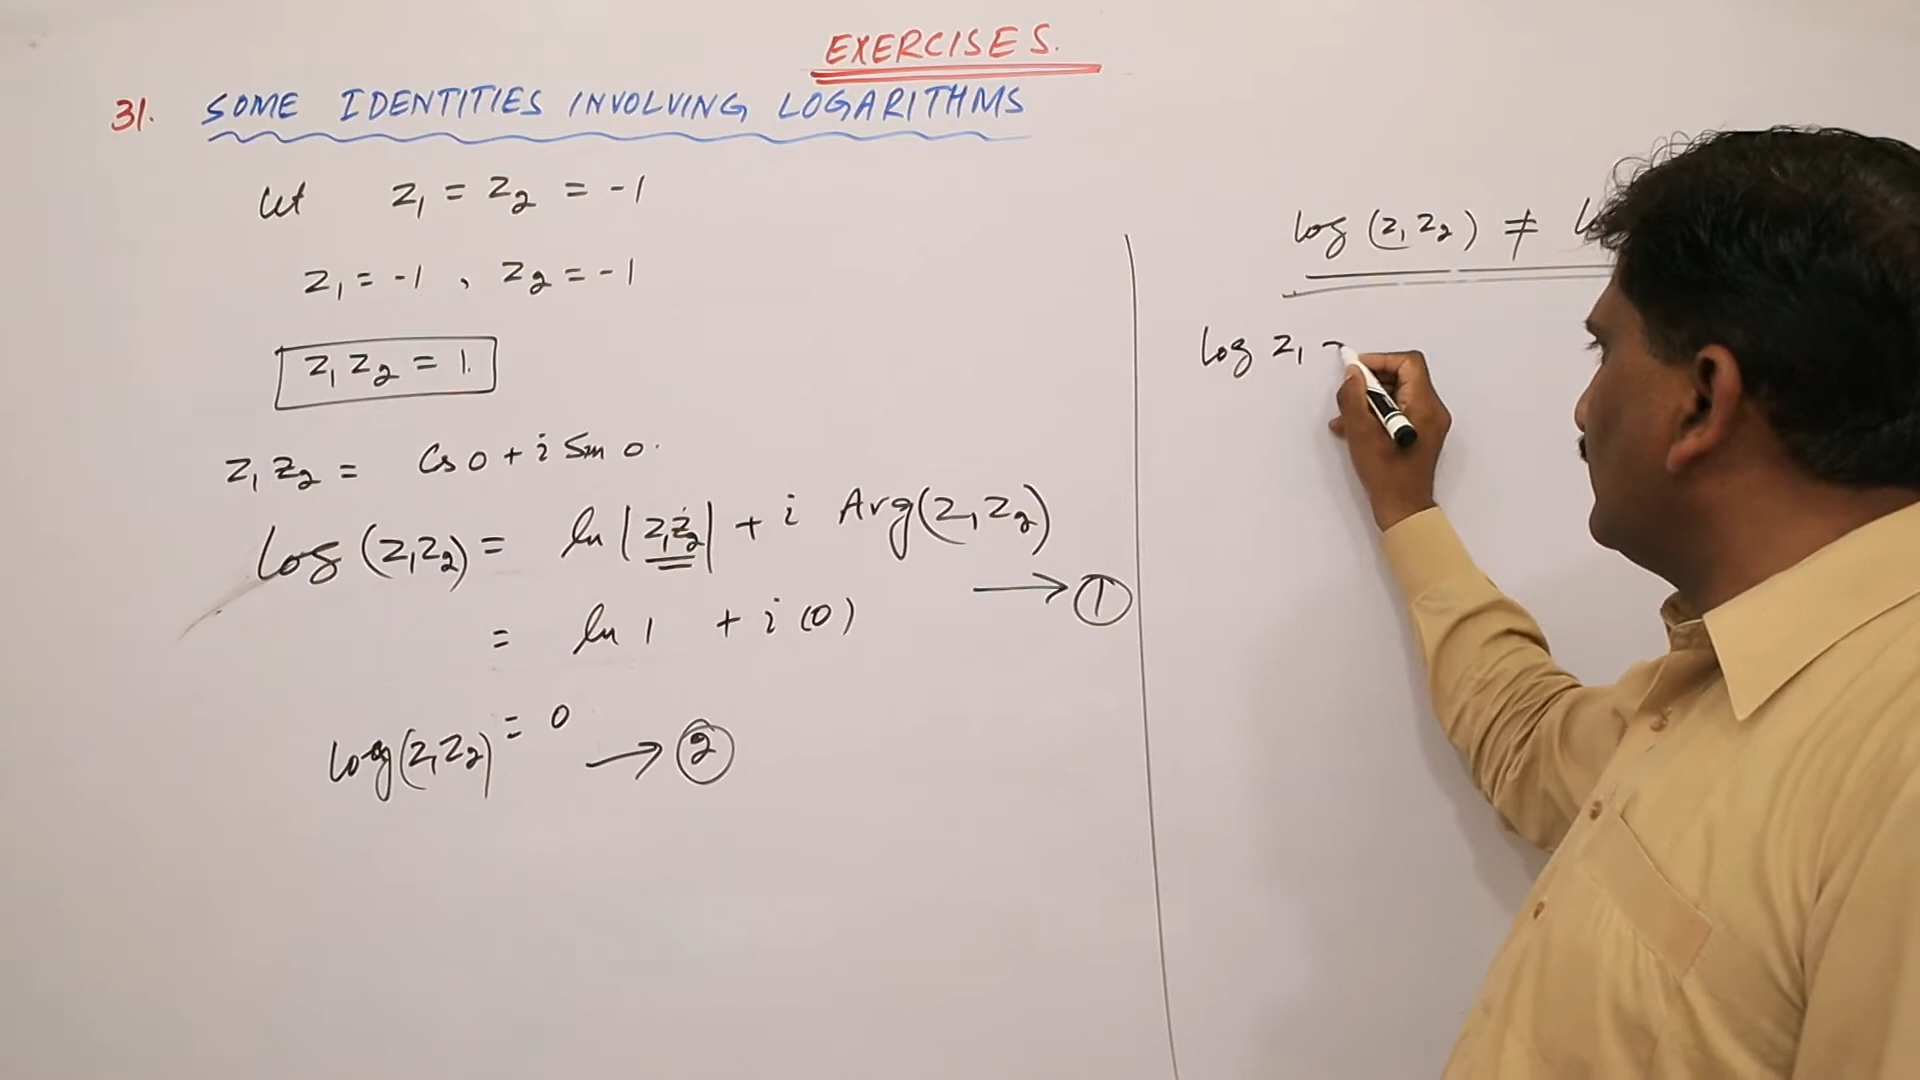 EXERCISES.
31. SOME IDENTITIES INVOLVING LOGARITHMS
let z₁ = z₂ = -1
z₁ = -1 , z₂ = -1
z₁z₂ = 1.
z₁z₂ = Cs 0 + i Sin 0.
Log (z₁z₂) = ln |z₁z₂| + i Arg(z₁z₂)
→ ①
= ln 1 + i (0)
log(z₁z₂) = 0 → ②
log (z₁z₂) ≠
log z₁